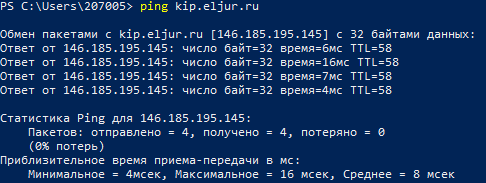 PS C:\Users\207005> ping kip.eljur.ru
Обмен пакетами с kip.eljur.ru [146.185.195.145] с 32 байтами данных:
Ответ от 146.185.195.145: число байт=32 время=6мс TTL=58
Ответ от 146.185.195.145: число байт=32 время=16мс TTL=58
Ответ от 146.185.195.145: число байт=32 время=7мс TTL=58
Ответ от 146.185.195.145: число байт=32 время=4мс TTL=58
Статистика Ping для 146.185.195.145:
Пакетов: отправлено = 4, получено = 4, потеряно = 0
(0% потерь)
Приблизительное время приема-передачи в мс:
Минимальное = 4мсек, Максимальное = 16 мсек, Среднее = 8 мсек